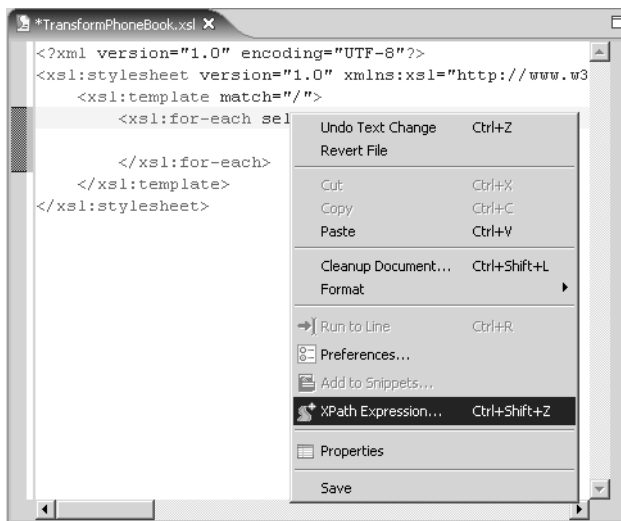 *TransformPhoneBook.xsl
<?xml version="1.0" encoding="UTF-8"?>
<xsl:stylesheet version="1.0" xmlns:xsl="http://www.w3
<xsl:template match="/">
<xsl:for-each sel
</xsl:for-each>
</xsl:template>
</xsl:stylesheet>
Undo Text Change Ctrl+Z
Revert File
Cut Ctrl+X
Copy Ctrl+C
Paste Ctrl+V
Cleanup Document... Ctrl+Shift+L
Format
Run to Line Ctrl+R
Preferences...
Add to Snippets...
XPath Expression... Ctrl+Shift+Z
Properties
Save